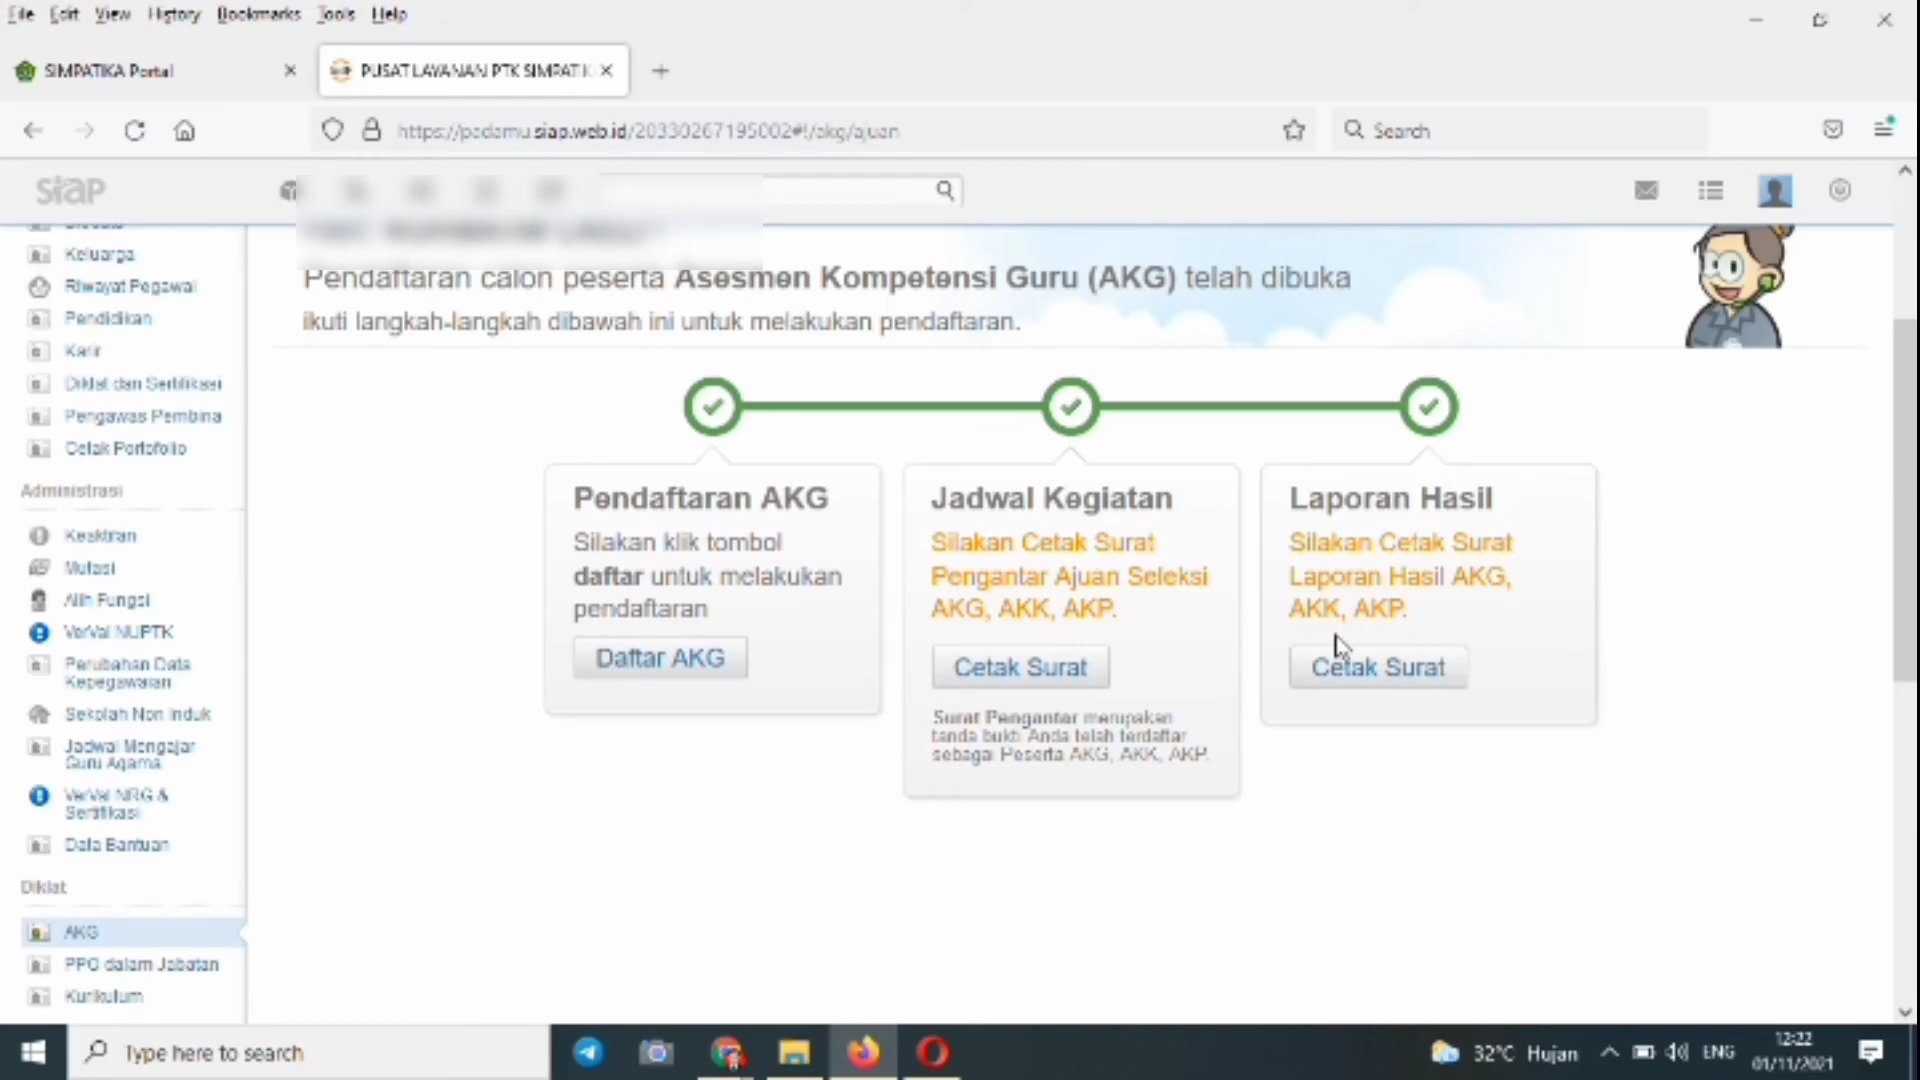 File Edit View History Bookmarks Tools Help
SIMPATIKA Portal
PUSAT LAYANAN PTK SIMPATIK
https://padamu.siap.web.id/20330267195002#!/akg/ajuan
Search
siap
Keluarga
Riwayat Pegawai
Pendidikan
Karir
Diklat dan Sertifikasi
Pengawas Pembina
Cetak Portofolio
Administrasi
Keaktifan
Mutasi
Alih Fungsi
VerVal NUPTK
Perubahan Data
Kepegawaian
Sekolah Non Induk
Jadwal Mengajar
Guru Agama
VerVal NRG &
Sertifikasi
Data Bantuan
Diklat
AKG
PPG dalam Jabatan
Kurikulum
Pendaftaran calon peserta Asesmen Kompetensi Guru (AKG) telah dibuka
ikuti langkah-langkah dibawah ini untuk melakukan pendaftaran.
Pendaftaran AKG
Silakan klik tombol
daftar untuk melakukan
pendaftaran
Daftar AKG
Jadwal Kegiatan
Silakan Cetak Surat
Pengantar Ajuan Seleksi
AKG, AKK, AKP.
Cetak Surat
Surat Pengantar merupakan
tanda bukti Anda telah terdaftar
sebagai Peserta AKG, AKK, AKP.
Laporan Hasil
Silakan Cetak Surat
Laporan Hasil AKG,
AKK, AKP.
Cetak Surat
Type here to search
32°C Hujan
ENG
12:22
01/11/2021